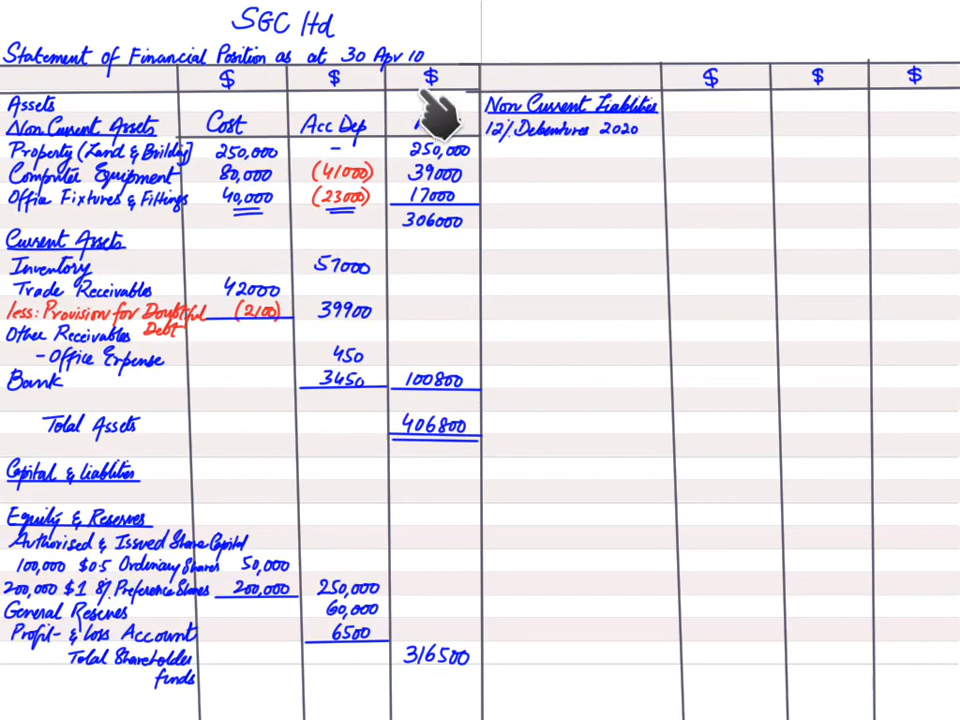 SGC ltd
Statement of Financial Position as at 30 Apr 10
$ $ $ $ $ $
Assets
Non Current Assets Cost Acc Dep
Property (Land & Building) 250,000 - 250,000
Computer Equipment 80,000 (41000) 39000
Office Fixtures & Fittings 40,000 (23000) 17000
306000
Current Assets
Inventory 57000
Trade Receivables 42000
less: Provision for Doubtful Debt (2100) 39900
Other Receivables
- Office Expense 450
Bank 3450 100800
Total Assets 406800
Capital & liablities
Equity & Reserves
Authorised & Issued Share Capital
100,000 $0.5 Ordinary Shares 50,000
200,000 $1 8% Preference Shares 200,000 250,000
General Reserves 60,000
Profit & Loss Account 6500
Total Shareholder funds 316500
Non Current Liablities
12% Debentures 2020